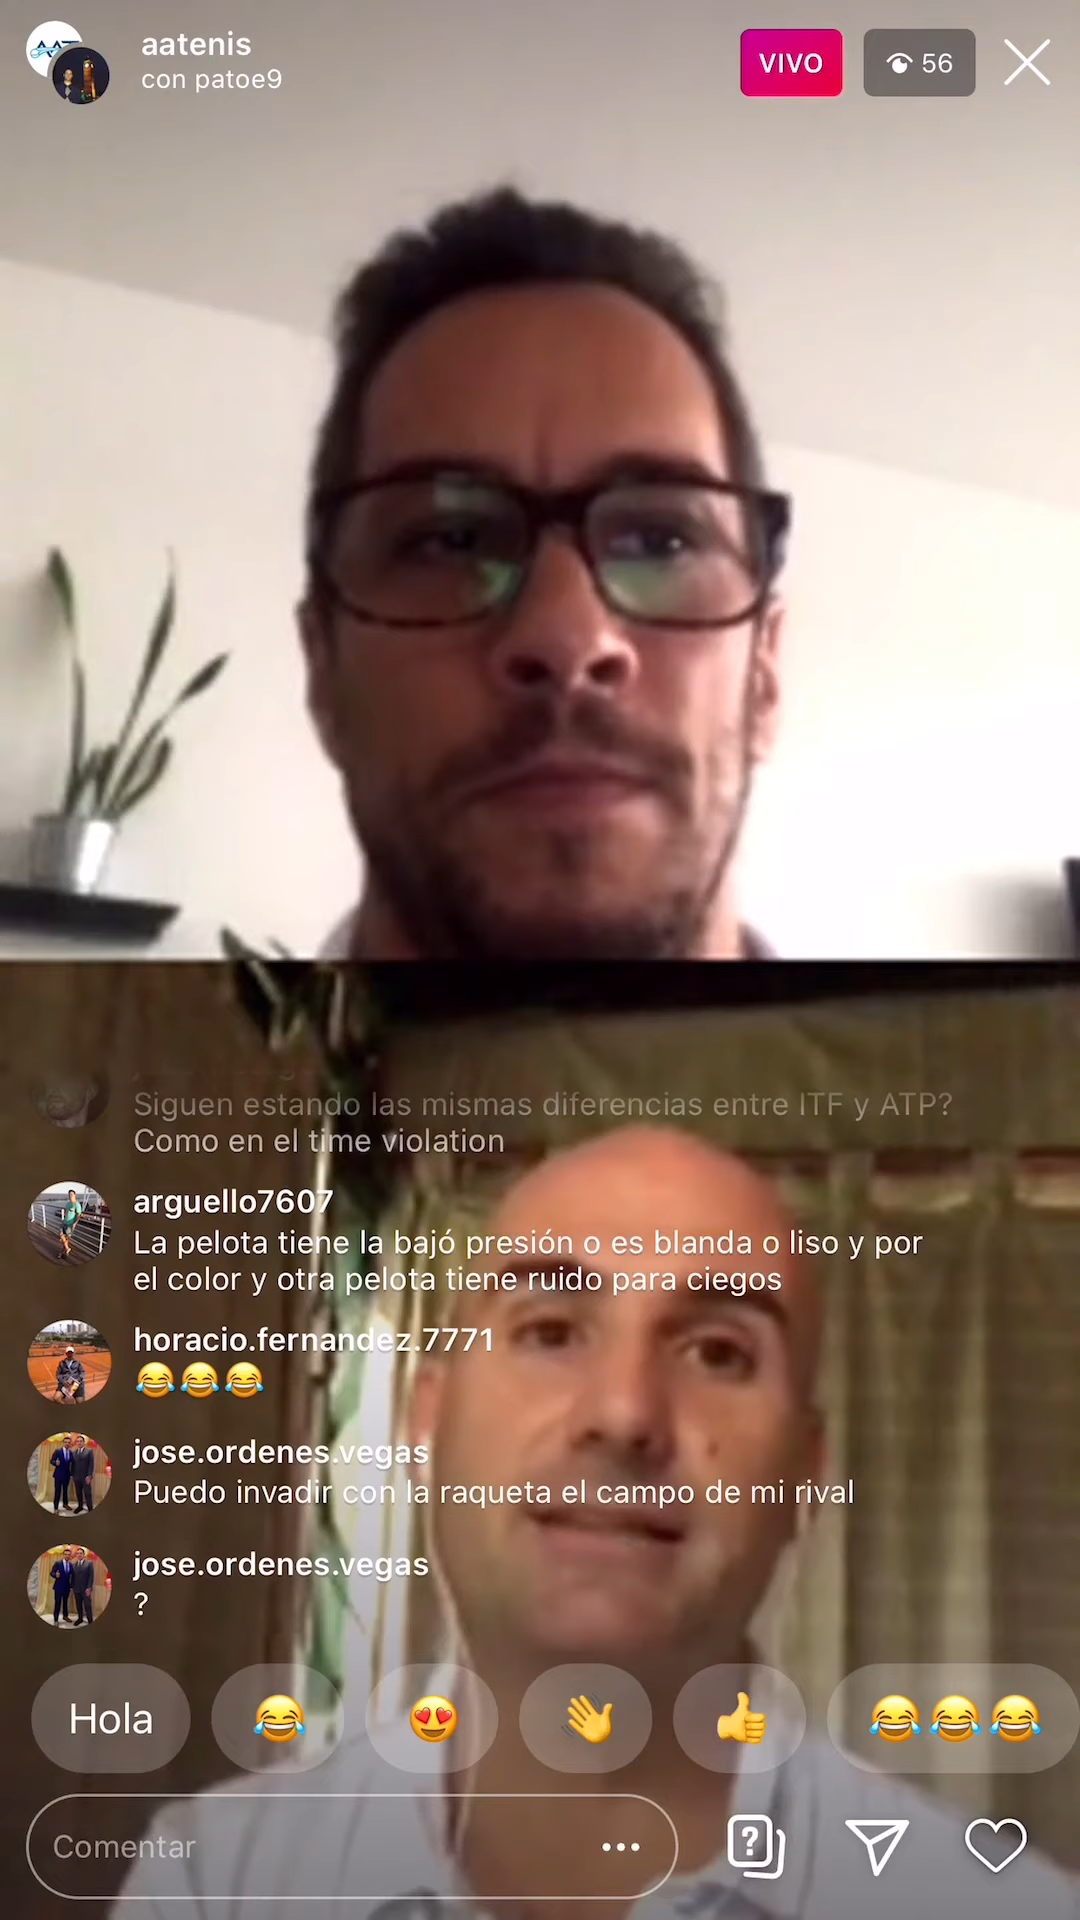 aatenis
con patoe9
VIVO
56
Siguen estando las mismas diferencias entre ITF y ATP?
Como en el time violation
arguello7607
La pelota tiene la bajó presión o es blanda o liso y por
el color y otra pelota tiene ruido para ciegos
horacio.fernandez.7771
😂😂😂
jose.ordenes.vegas
Puedo invadir con la raqueta el campo de mi rival
jose.ordenes.vegas
?
Hola 😂 😍 👋 👍 😂😂😂
Comentar